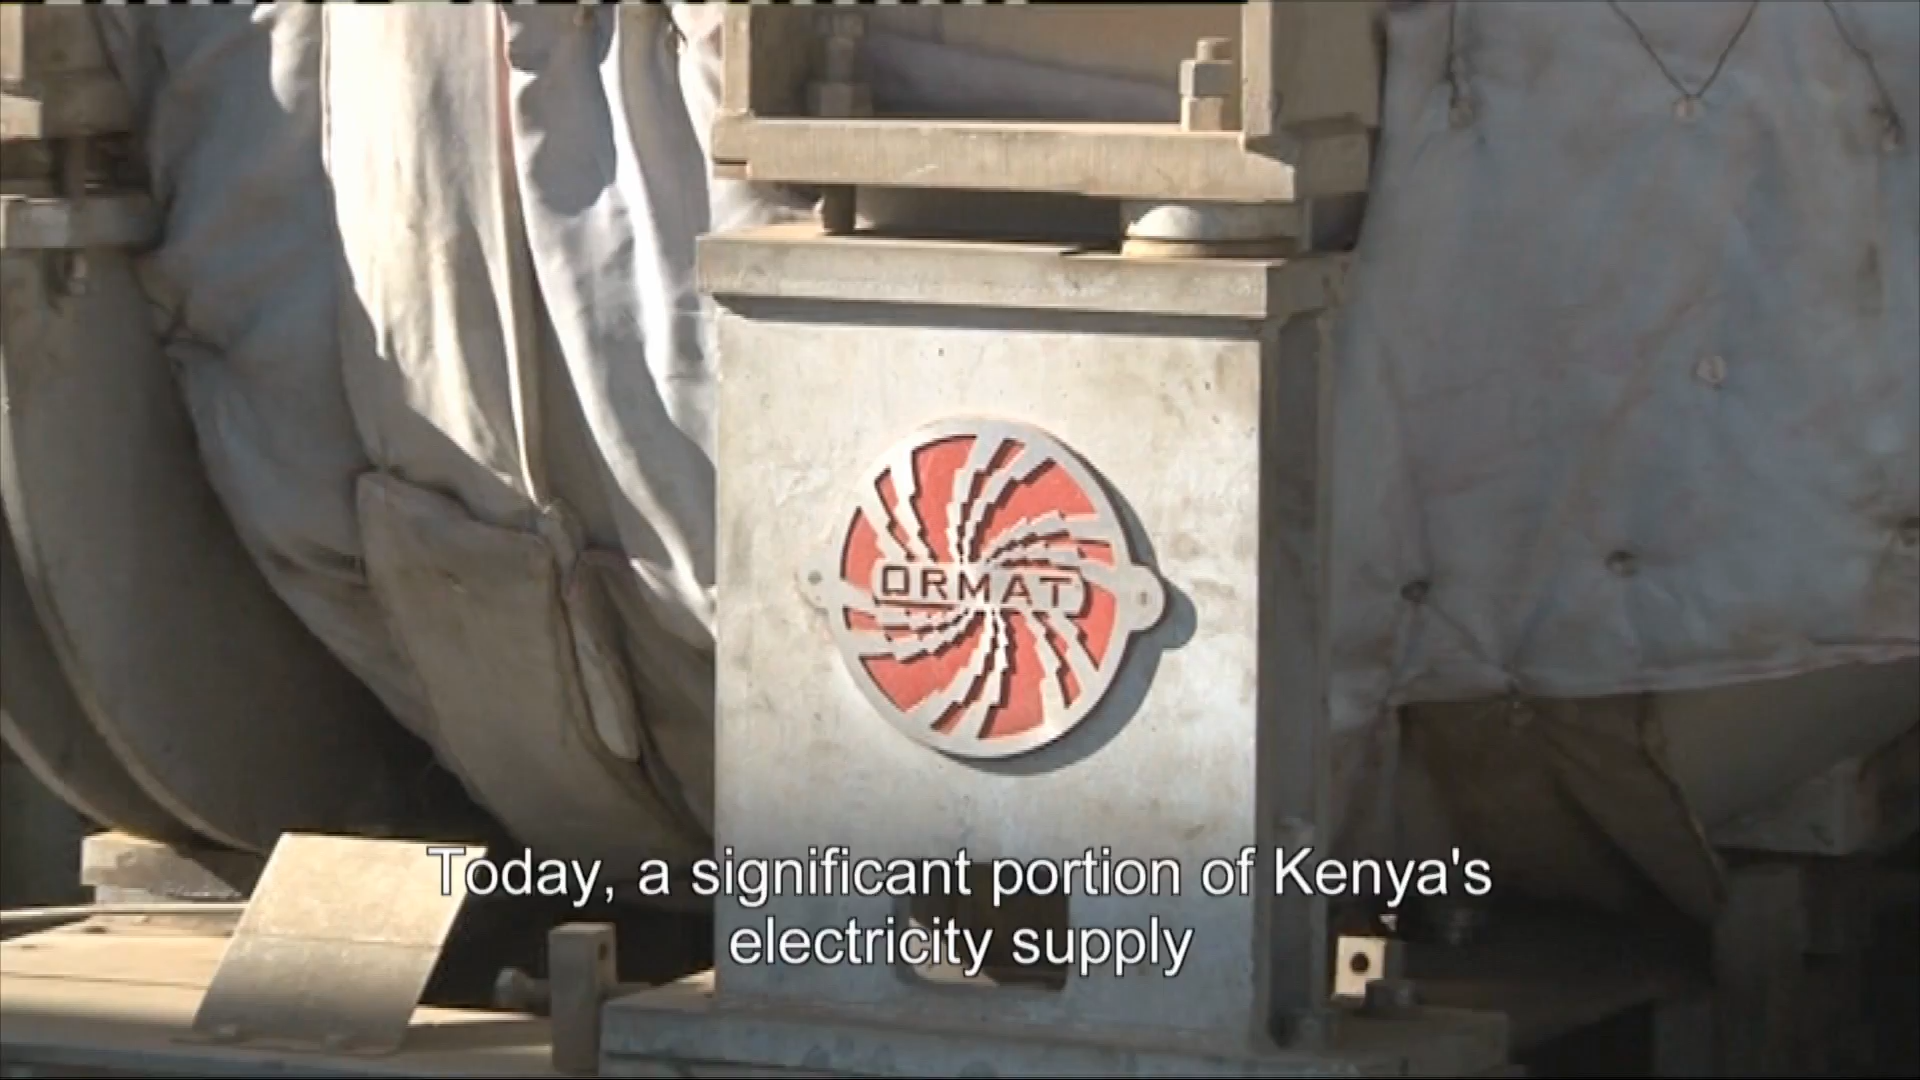 ORMAT
Today, a significant portion of Kenya's
electricity supply